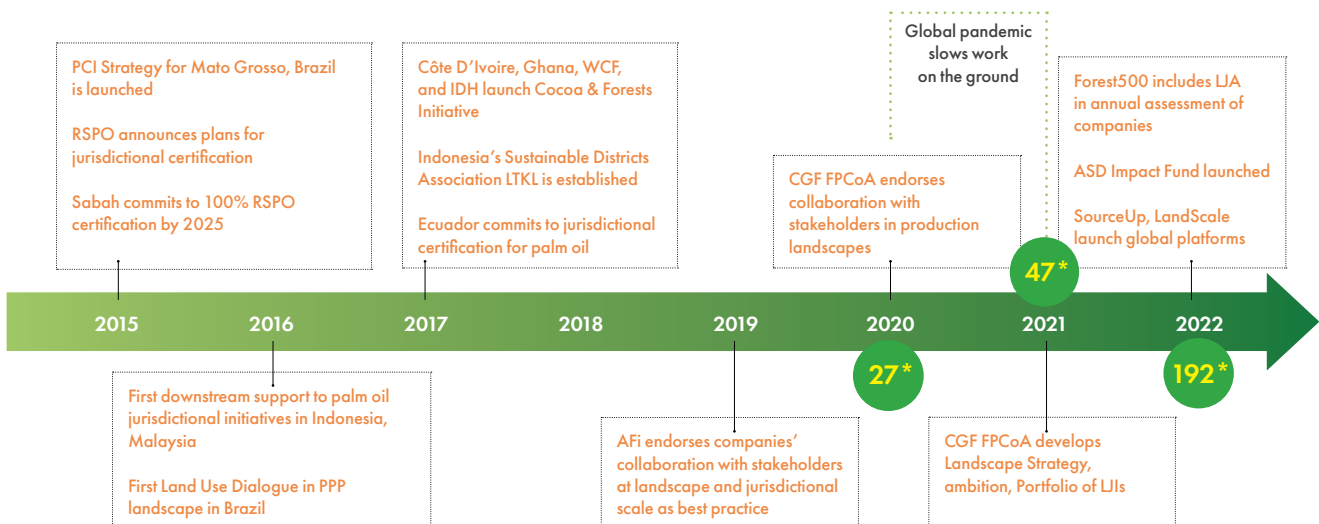 Global pandemic
slows work
on the ground
PCI Strategy for Mato Grosso, Brazil
is launched
RSPO announces plans for
jurisdictional certification
Sabah commits to 100% RSPO
certification by 2025
Côte D'Ivoire, Ghana, WCF,
and IDH launch Cocoa & Forests
Initiative
Indonesia's Sustainable Districts
Association LTKL is established
Ecuador commits to jurisdictional
certification for palm oil
CGF FPCoA endorses
collaboration with
stakeholders in production
landscapes
Forest500 includes LJA
in annual assessment of
companies
ASD Impact Fund launched
SourceUp, LandScale
launch global platforms
47*
2015 2016 2017 2018 2019 2020 2021 2022
27*
192*
First downstream support to palm oil
jurisdictional initiatives in Indonesia,
Malaysia
First Land Use Dialogue in PPP
landscape in Brazil
AFi endorses companies'
collaboration with stakeholders
at landscape and jurisdictional
scale as best practice
CGF FPCoA develops
Landscape Strategy,
ambition, Portfolio of LJIs